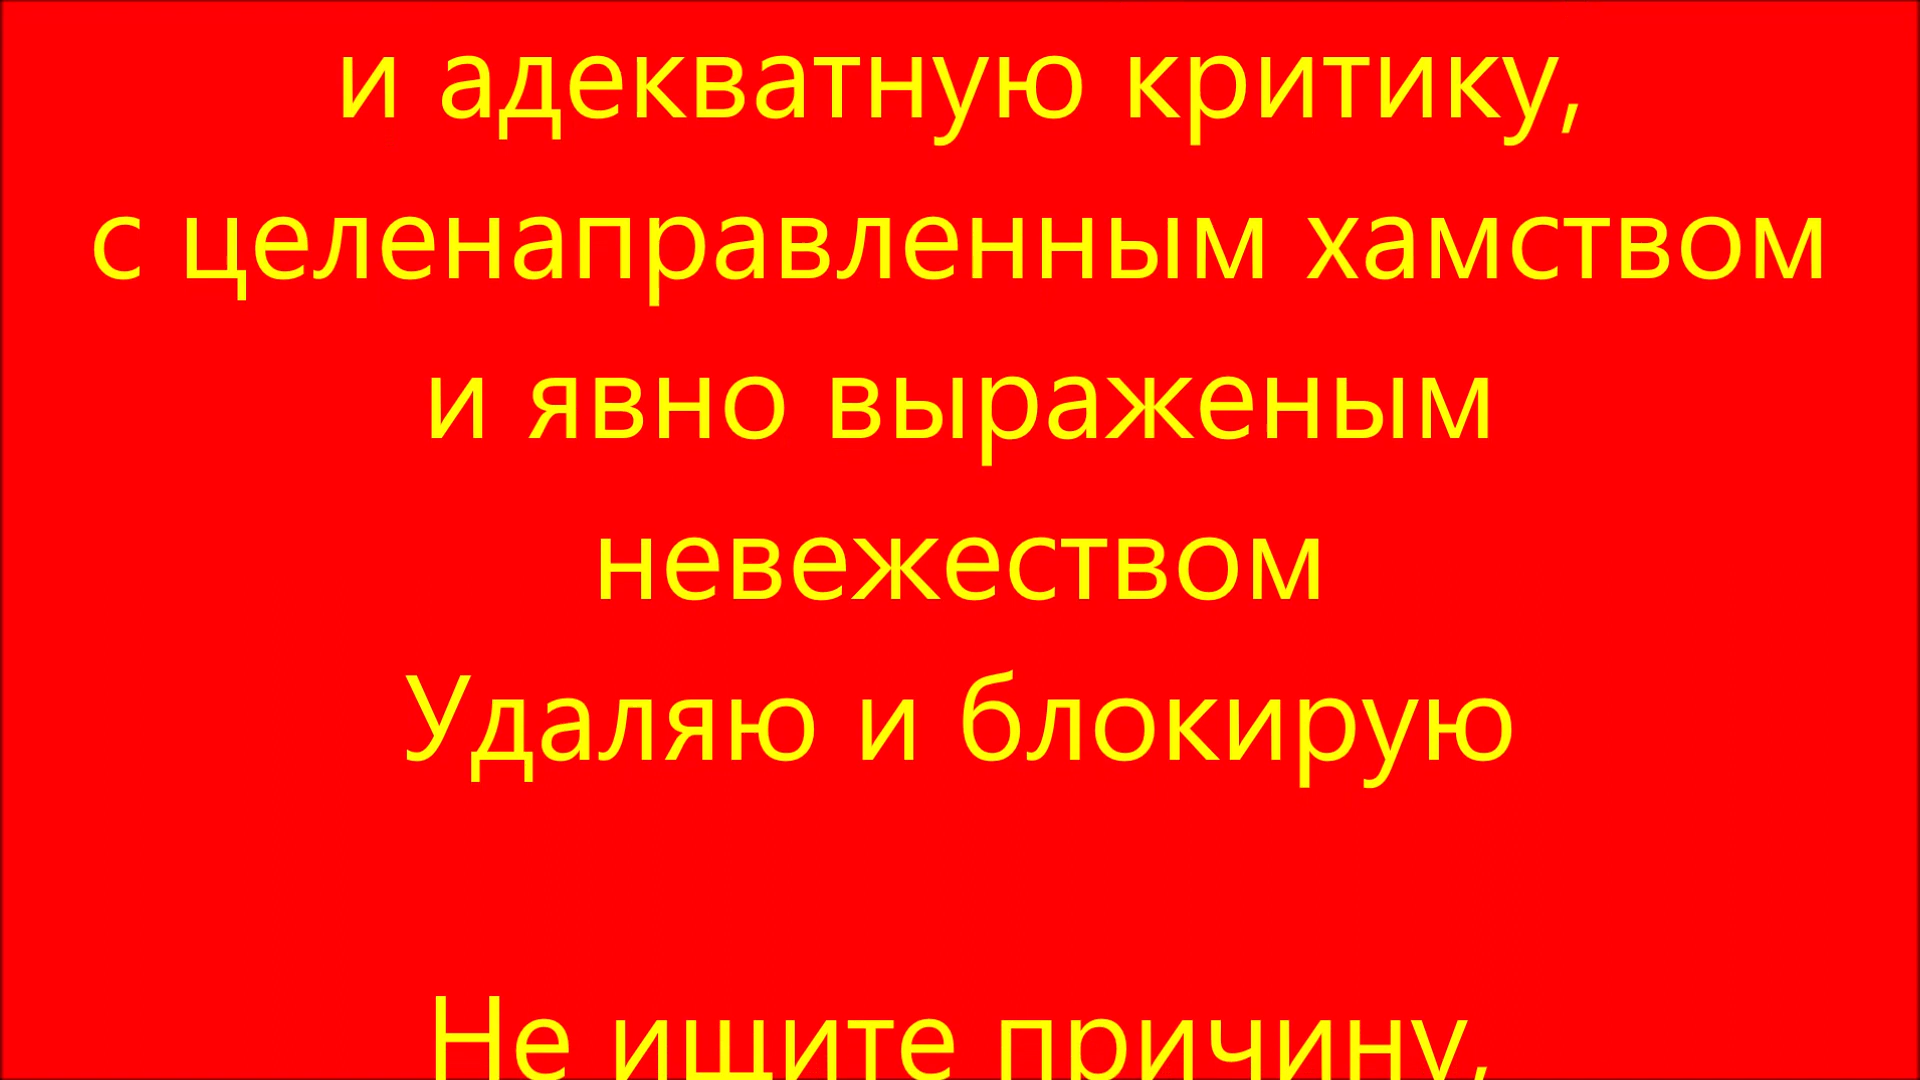 и адекватную критику,
с целенаправленным хамством
и явно выраженым
невежеством
Удаляю и блокирую
Не ищите причину,